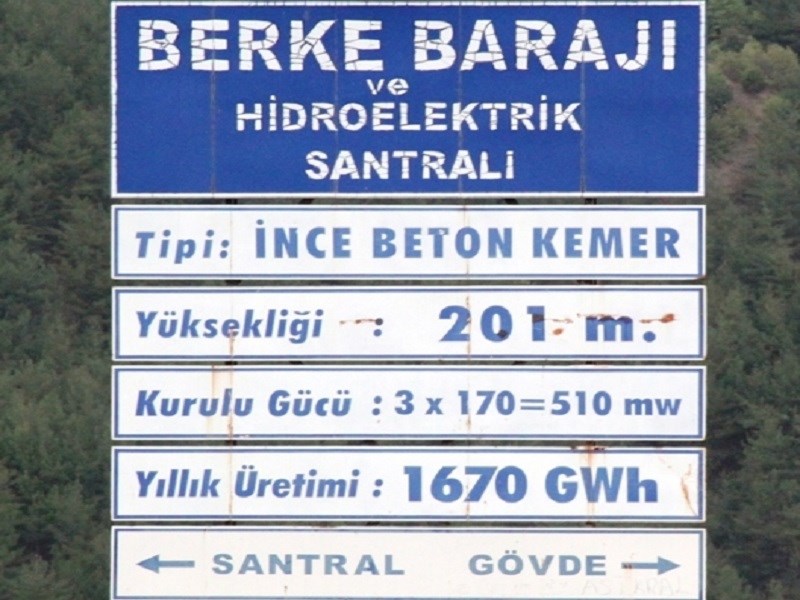 BERKE BARAJI
ve
HİDROELEKTRİK
SANTRALİ
Tipi: İNCE BETON KEMER
Yüksekliği : 201 m.
Kurulu Gücü : 3 x 170=510 mw
Yıllık Üretimi : 1670 GWh
← SANTRAL GÖVDE →